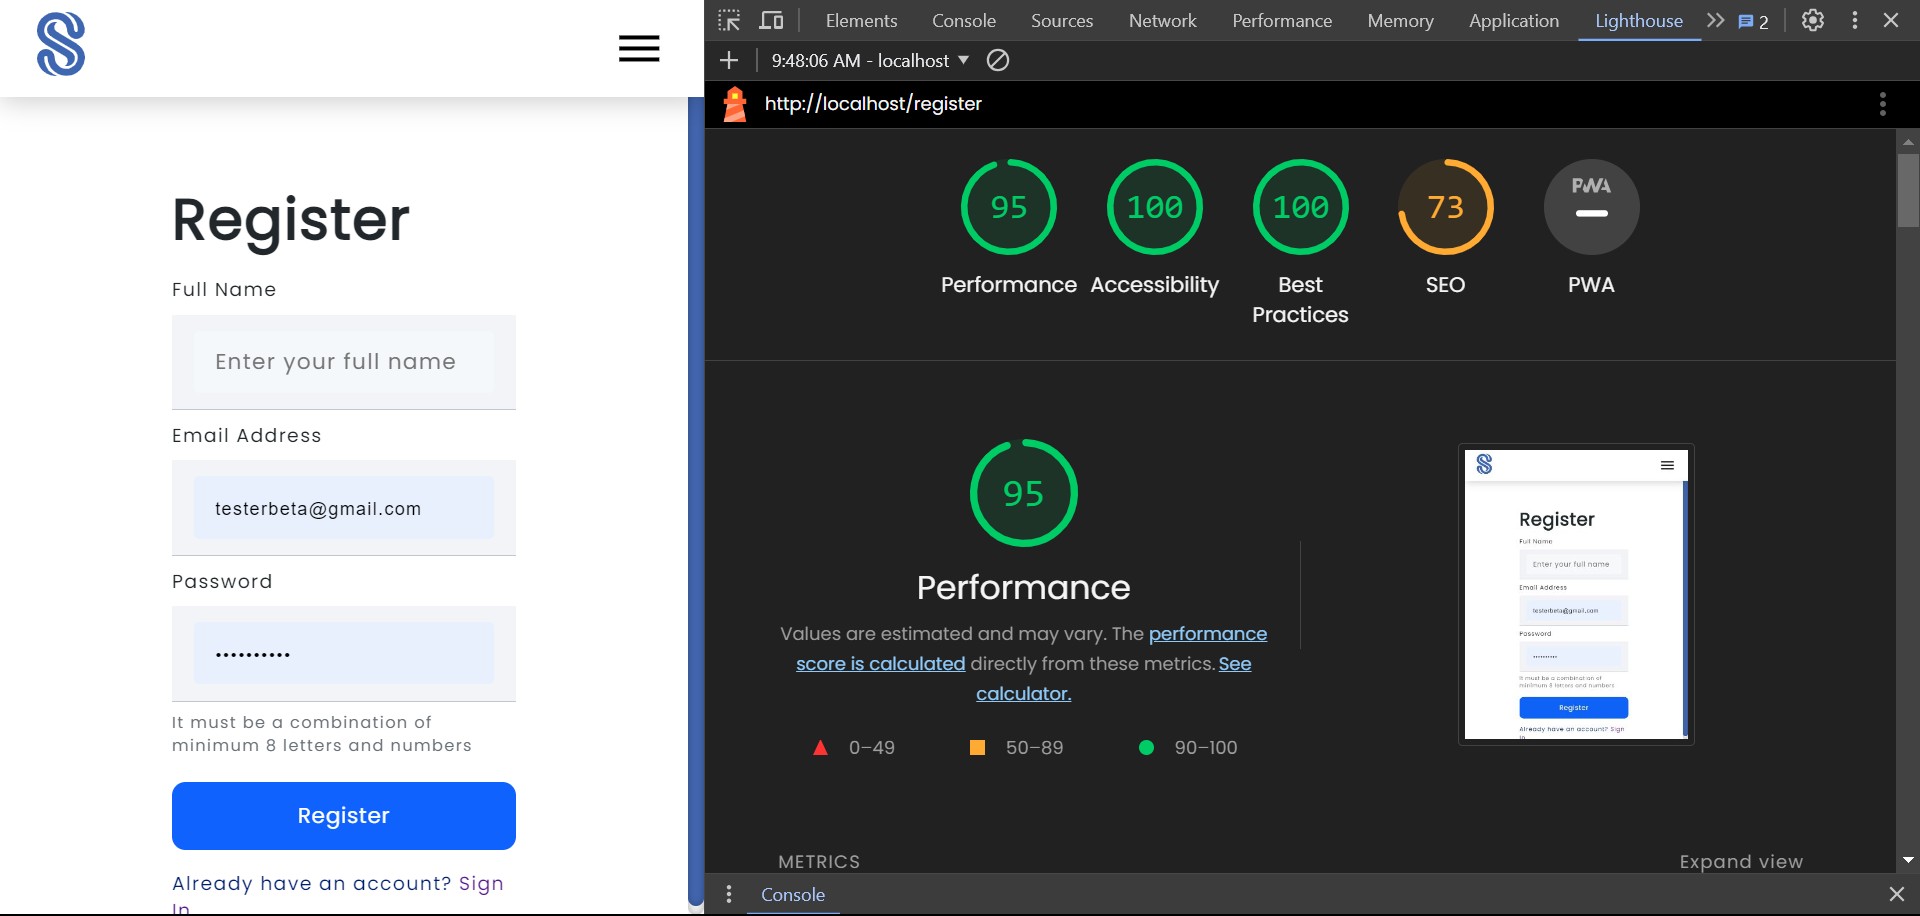 Register
Full Name
Enter your full name
Email Address
testerbeta@gmail.com
Password
••••••••••
It must be a combination of
minimum 8 letters and numbers
Register
Already have an account? Sign
In
Elements Console Sources Network Performance Memory Application Lighthouse 2
9:48:06 AM - localhost
http://localhost/register
95 100 100 73 PWA
Performance Accessibility Best SEO PWA
Practices
95
Performance
Values are estimated and may vary. The performance
score is calculated directly from these metrics. See
calculator.
0–49 50–89 90–100
Register
Full Name
Enter your full name
Email Address
testerbeta@gmail.com
Password
••••••••••
It must be a combination of
minimum 8 letters and numbers
Register
Already have an account? Sign
In
METRICS Expand view
Console